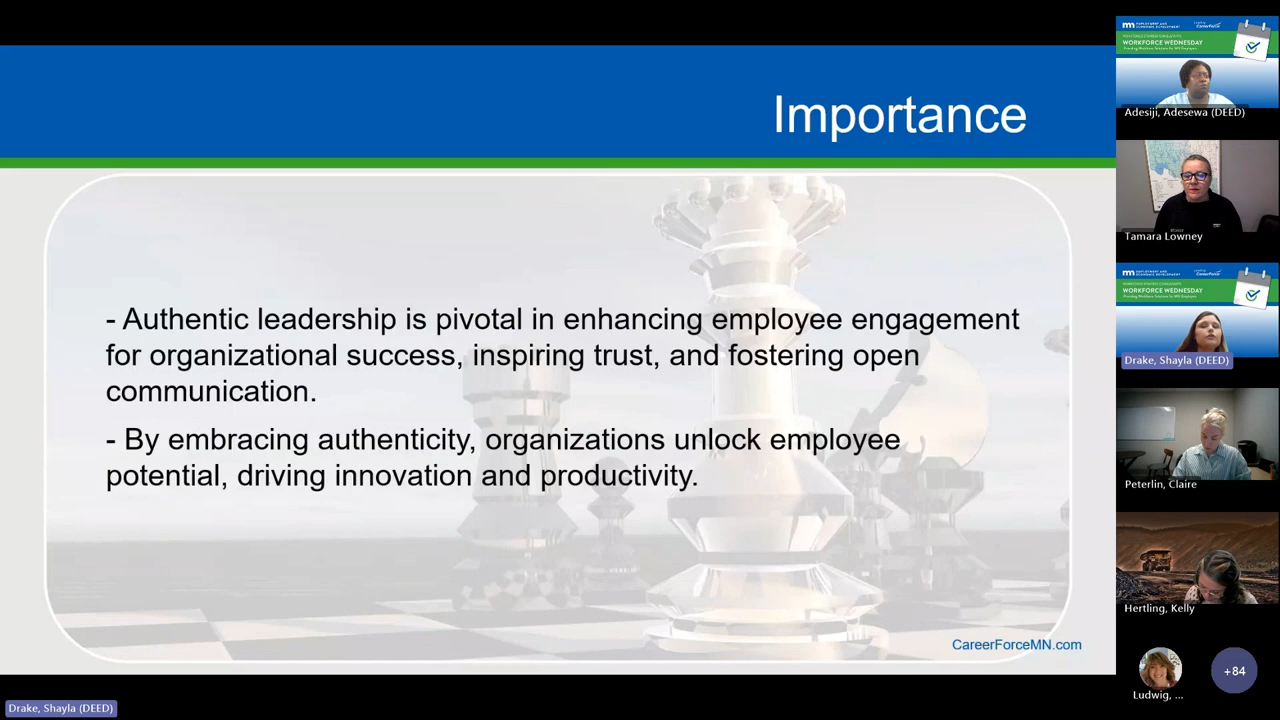 Importance
- Authentic leadership is pivotal in enhancing employee engagement
for organizational success, inspiring trust, and fostering open
communication.
- By embracing authenticity, organizations unlock employee
potential, driving innovation and productivity.
CareerForceMN.com
Drake, Shayla (DEED)
WORKFORCE WEDNESDAY
Adesiji, Adesewa (DEED)
Tamara Lowney
WORKFORCE WEDNESDAY
Drake, Shayla (DEED)
Peterlin, Claire
Hertling, Kelly
Ludwig, ...
+84